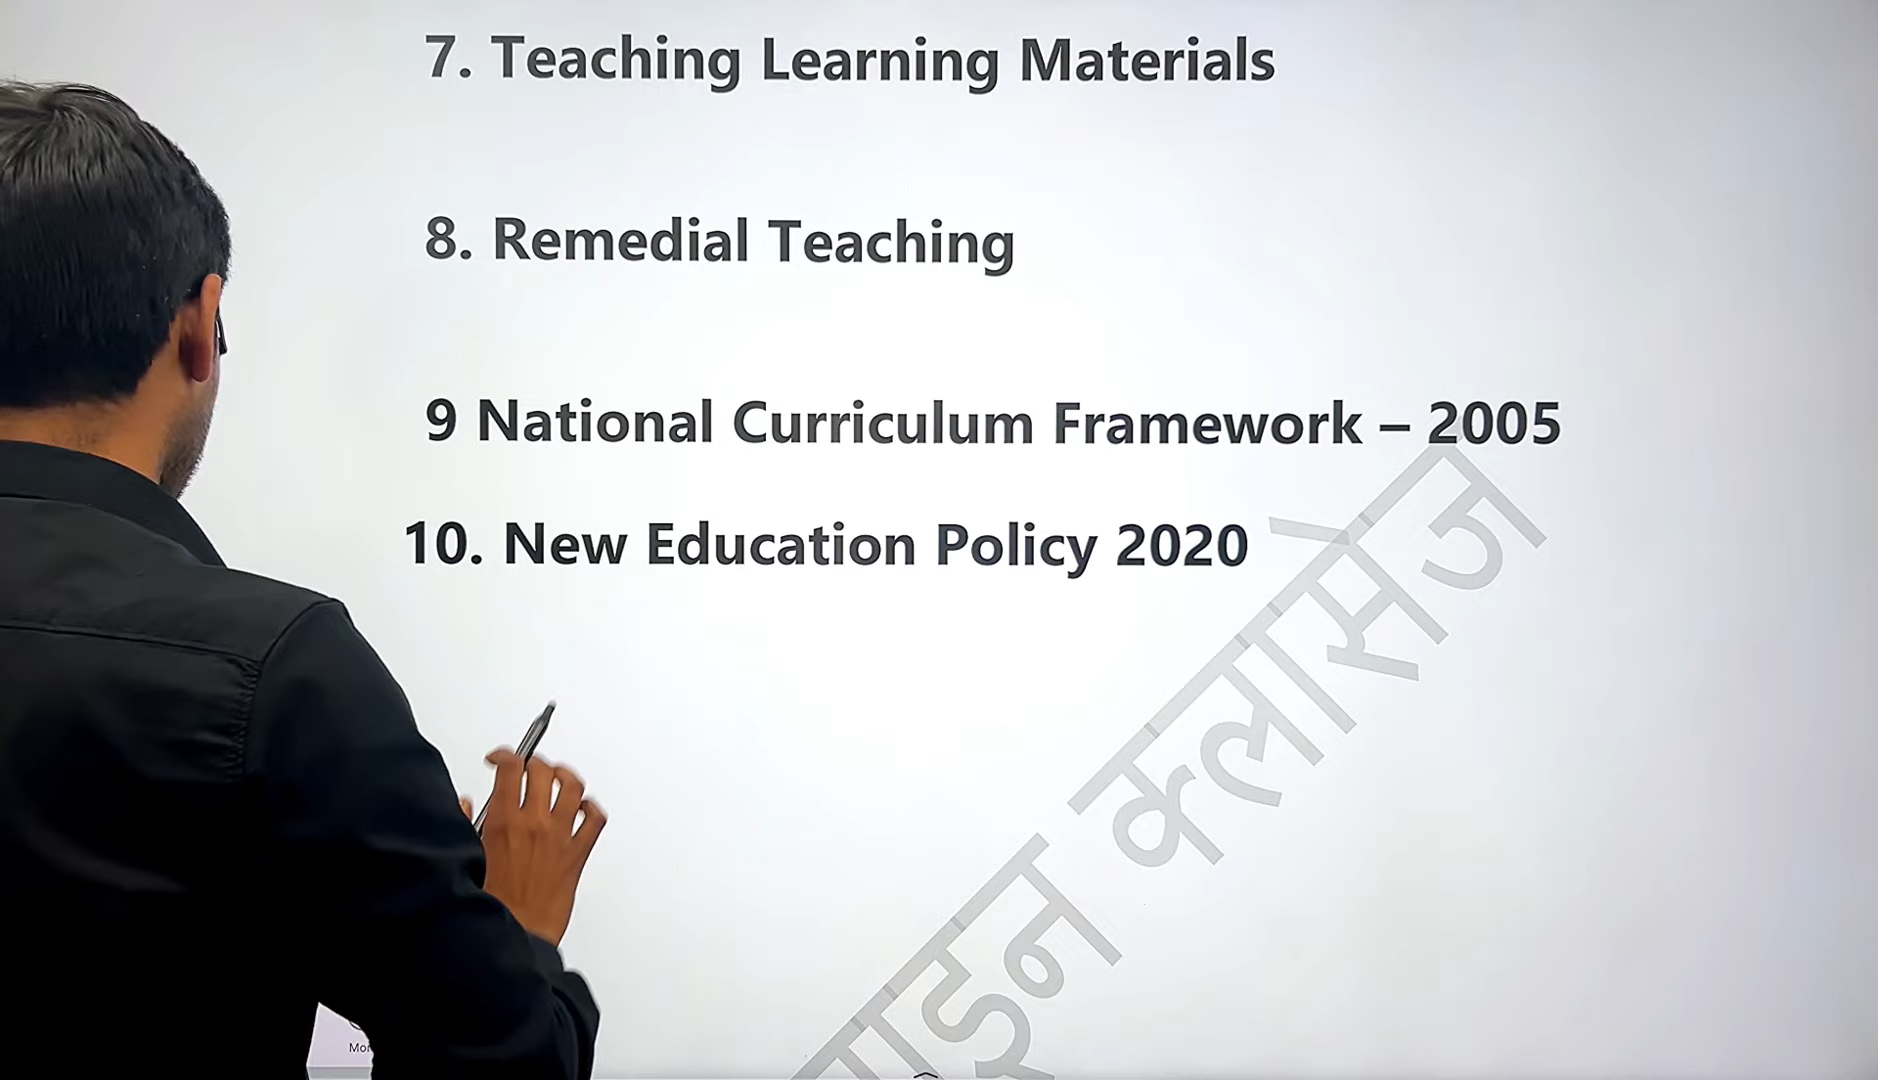 7. Teaching Learning Materials
8. Remedial Teaching
9 National Curriculum Framework – 2005
10. New Education Policy 2020
क्लासेज